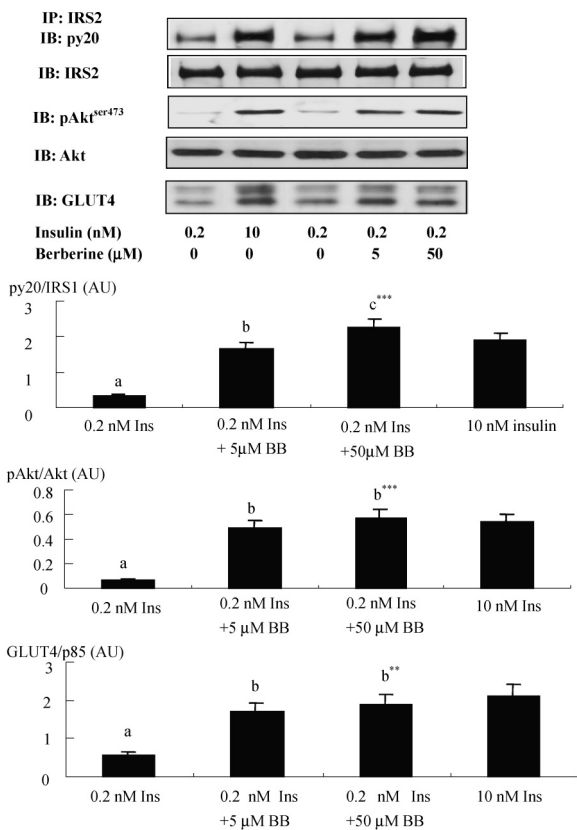 IP: IRS2
IB: py20
IB: IRS2
IB: pAkt^ser473
IB: Akt
IB: GLUT4
Insulin (nM) 0.2 10 0.2 0.2 0.2
Berberine (μM) 0 0 0 5 50
py20/IRS1 (AU)
3
2
1
0
a
b
c***
0.2 nM Ins
0.2 nM Ins
+ 5μM BB
0.2 nM Ins
+50μM BB
10 nM insulin
pAkt/Akt (AU)
0.8
0.6
0.4
0.2
0
a
b
b***
0.2 nM Ins
0.2 nM Ins
+5 μM BB
0.2 nM Ins
+50 μM BB
10 nM Ins
GLUT4/p85 (AU)
3
2
1
0
a
b
b**
0.2 nM Ins
0.2 nM Ins
+5 μM BB
0.2 nM Ins
+50 μM BB
10 nM Ins